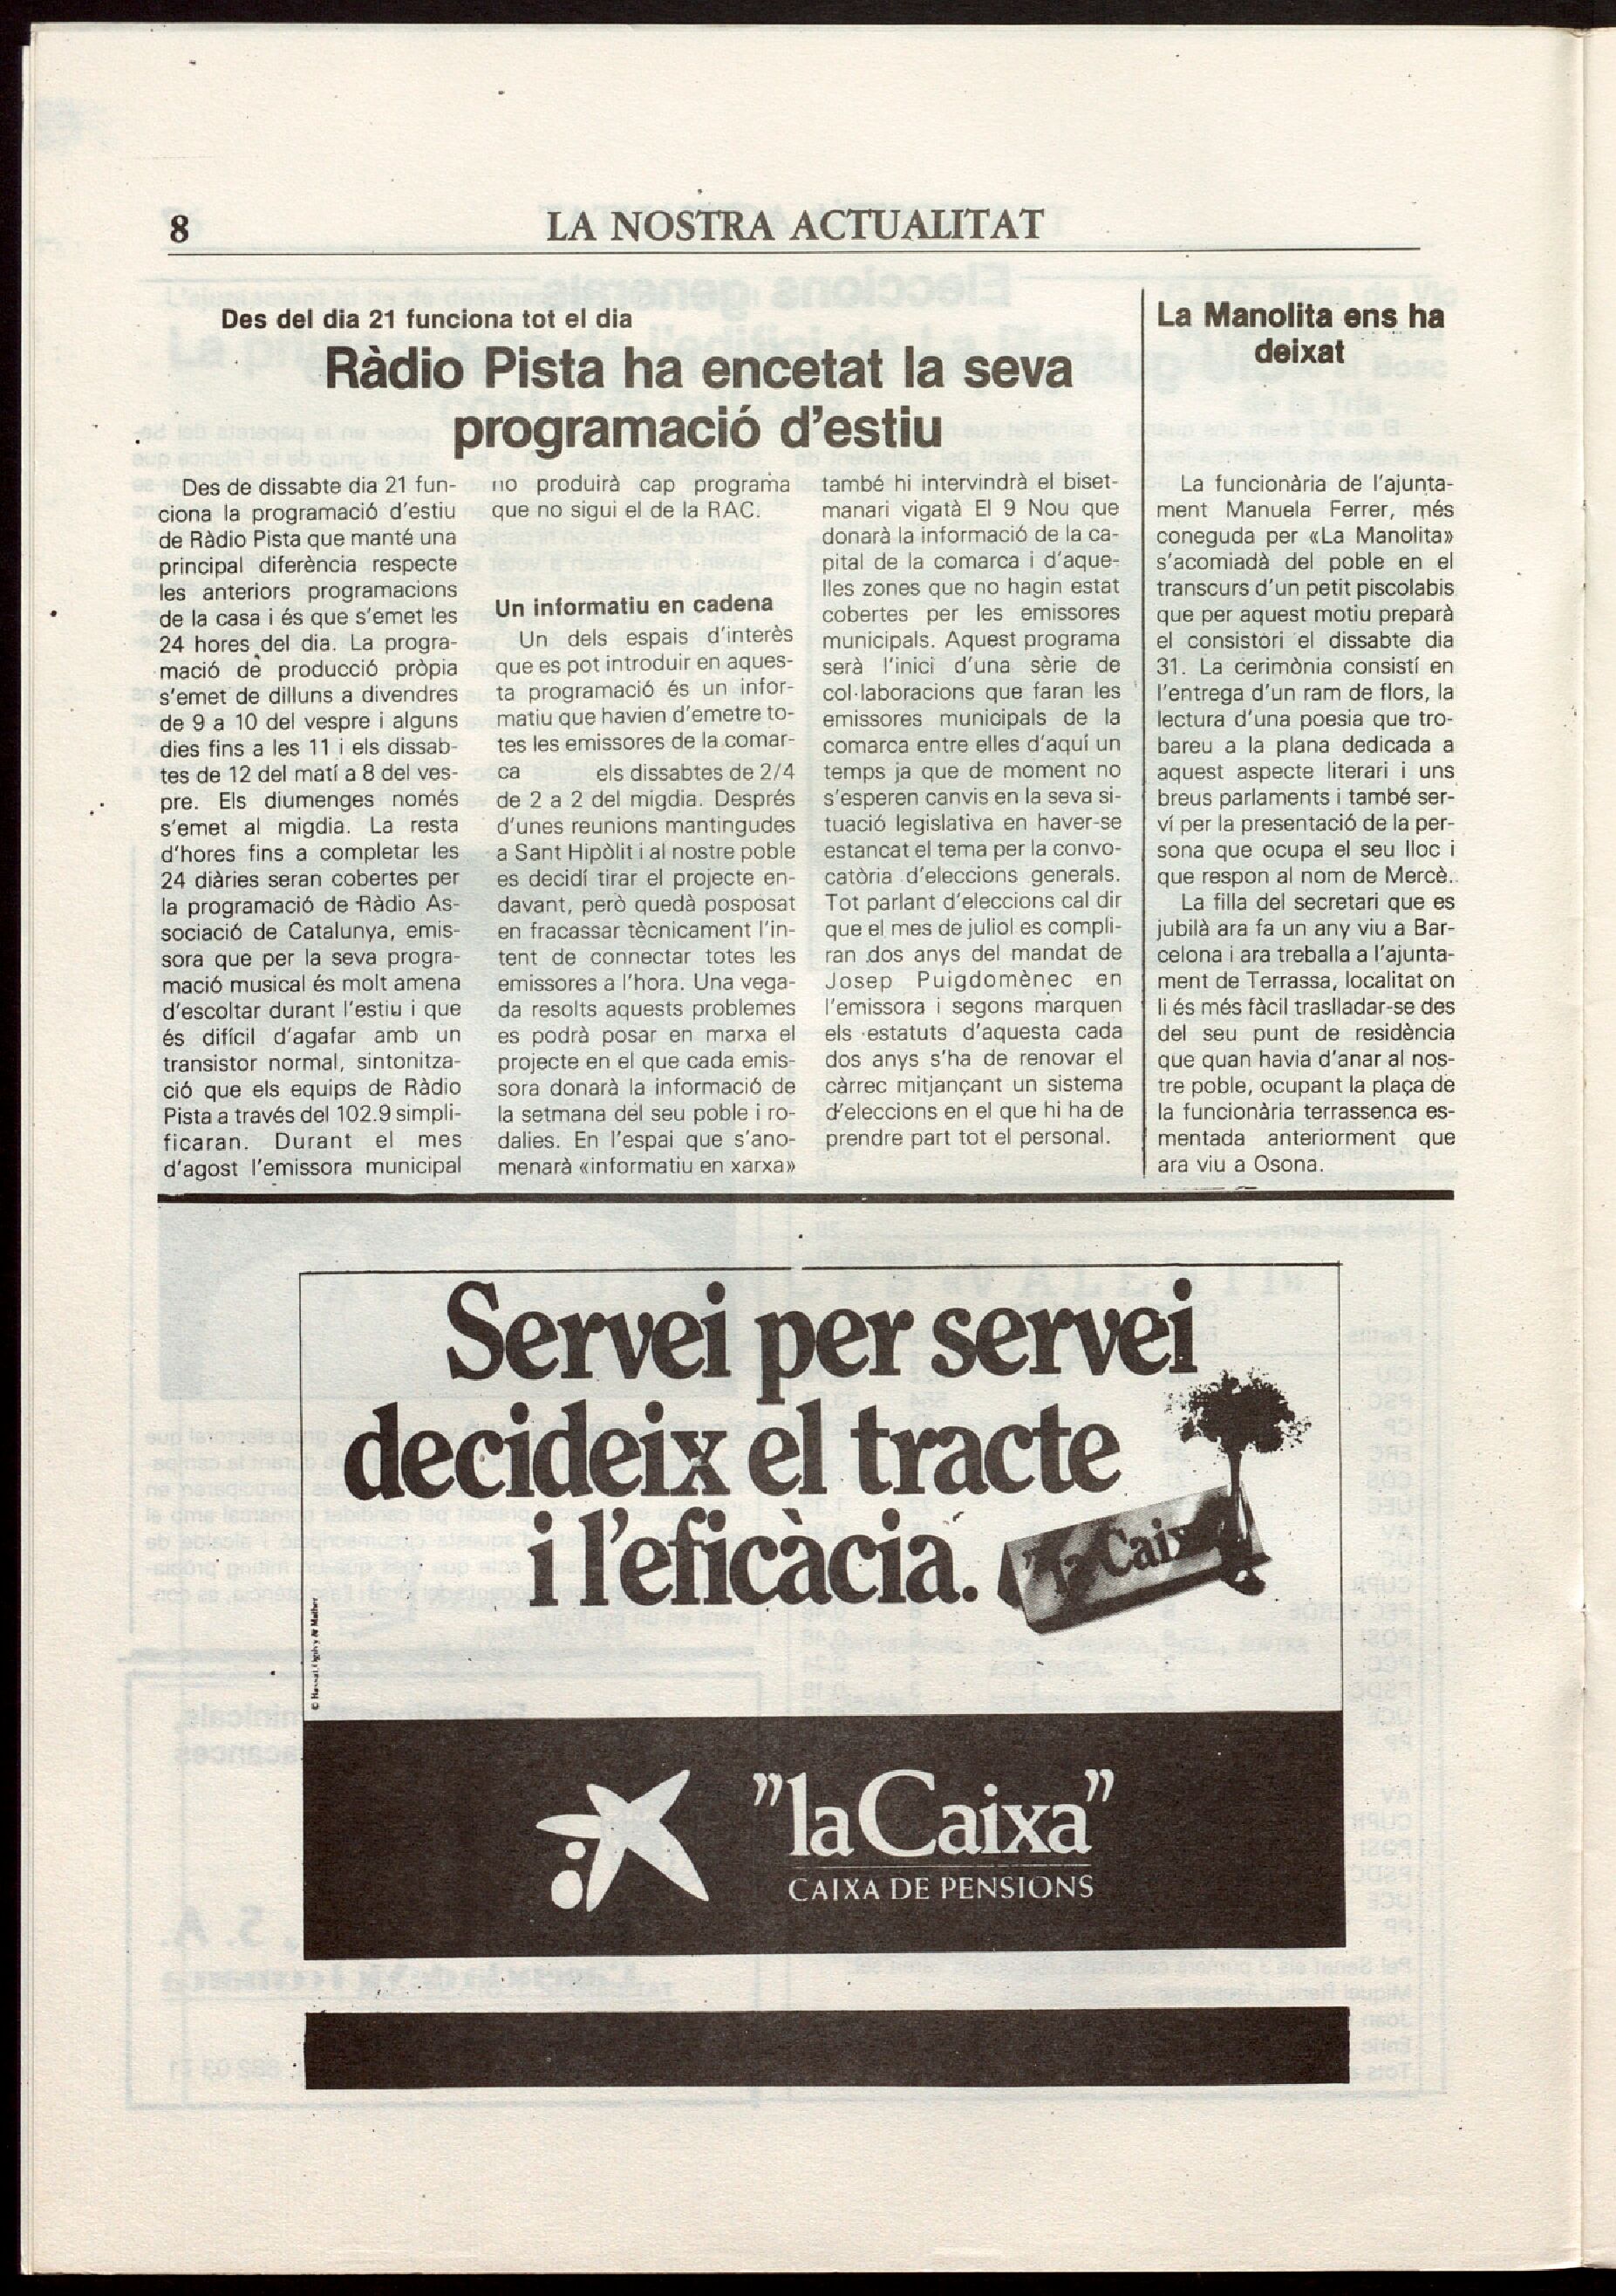 8
LA NOSTRA ACTUALITAT
Des del dia 21 funciona tot el dia
Ràdio Pista ha encetat la seva
programació d'estiu
Des de dissabte dia 21 fun-
ciona la programació d'estiu
de Ràdio Pista que manté una
principal diferència respecte
les anteriors programacions
de la casa i és que s'emet les
24 hores del dia. La progra-
mació de producció pròpia
s'emet de dilluns a divendres
de 9 a 10 del vespre i alguns
dies fins a les 11 i els dissab-
tes de 12 del matí a 8 del ves-
pre. Els diumenges només
s'emet al migdia. La resta
d'hores fins a completar les
24 diàries seran cobertes per
la programació de Ràdio As-
sociació de Catalunya, emis-
sora que per la seva progra-
mació musical és molt amena
d'escoltar durant l'estiu i que
és difícil d'agafar amb un
transistor normal, sintonitza-
ció que els equips de Ràdio
Pista a través del 102.9 simpli-
ficaran. Durant el mes
d'agost l'emissora municipal
no produirà cap programa
que no sigui el de la RAC.
Un informatiu en cadena
Un dels espais d'interès
que es pot introduir en aques-
ta programació és un infor-
matiu que havien d'emetre to-
tes les emissores de la comar-
ca els dissabtes de 2/4
de 2 a 2 del migdia. Després
d'unes reunions mantingudes
a Sant Hipòlit i al nostre poble
es decidí tirar el projecte en-
davant, però quedà posposat
en fracassar tècnicament l'in-
tent de connectar totes les
emissores a l'hora. Una vega-
da resolts aquests problemes
es podrà posar en marxa el
projecte en el que cada emis-
sora donarà la informació de
la setmana del seu poble i ro-
dalies. En l'espai que s'ano-
menarà «informatiu en xarxa»
també hi intervindrà el biset-
manari vigatà El 9 Nou que
donarà la informació de la ca-
pital de la comarca i d'aque-
lles zones que no hagin estat
cobertes per les emissores
municipals. Aquest programa
serà l'inici d'una sèrie de
col·laboracions que faran les
emissores municipals de la
comarca entre elles d'aquí un
temps ja que de moment no
s'esperen canvis en la seva si-
tuació legislativa en haver-se
estancat el tema per la convo-
catòria d'eleccions generals.
Tot parlant d'eleccions cal dir
que el mes de juliol es compli-
ran dos anys del mandat de
Josep Puigdomènec en
l'emissora i segons marquen
els estatuts d'aquesta cada
dos anys s'ha de renovar el
càrrec mitjançant un sistema
d'eleccions en el que hi ha de
prendre part tot el personal.
La Manolita ens ha
deixat
La funcionària de l'ajunta-
ment Manuela Ferrer, més
coneguda per «La Manolita»
s'acomiadà del poble en el
transcurs d'un petit piscolabis
que per aquest motiu preparà
el consistori el dissabte dia
31. La cerimònia consistí en
l'entrega d'un ram de flors, la
lectura d'una poesia que tro-
bareu a la plana dedicada a
aquest aspecte literari i uns
breus parlaments i també ser-
ví per la presentació de la per-
sona que ocupa el seu lloc i
que respon al nom de Mercè.
La filla del secretari que es
jubilà ara fa un any viu a Bar-
celona i ara treballa a l'ajunta-
ment de Terrassa, localitat on
li és més fàcil traslladar-se des
del seu punt de residència
que quan havia d'anar al nos-
tre poble, ocupant la plaça de
la funcionària terrassenca es-
mentada anteriorment que
ara viu a Osona.
Servei per servei
decideix el tracte
i l'eficàcia.
"la Caixa
Ogilvy & Mather
"la Caixa"
CAIXA DE PENSIONS